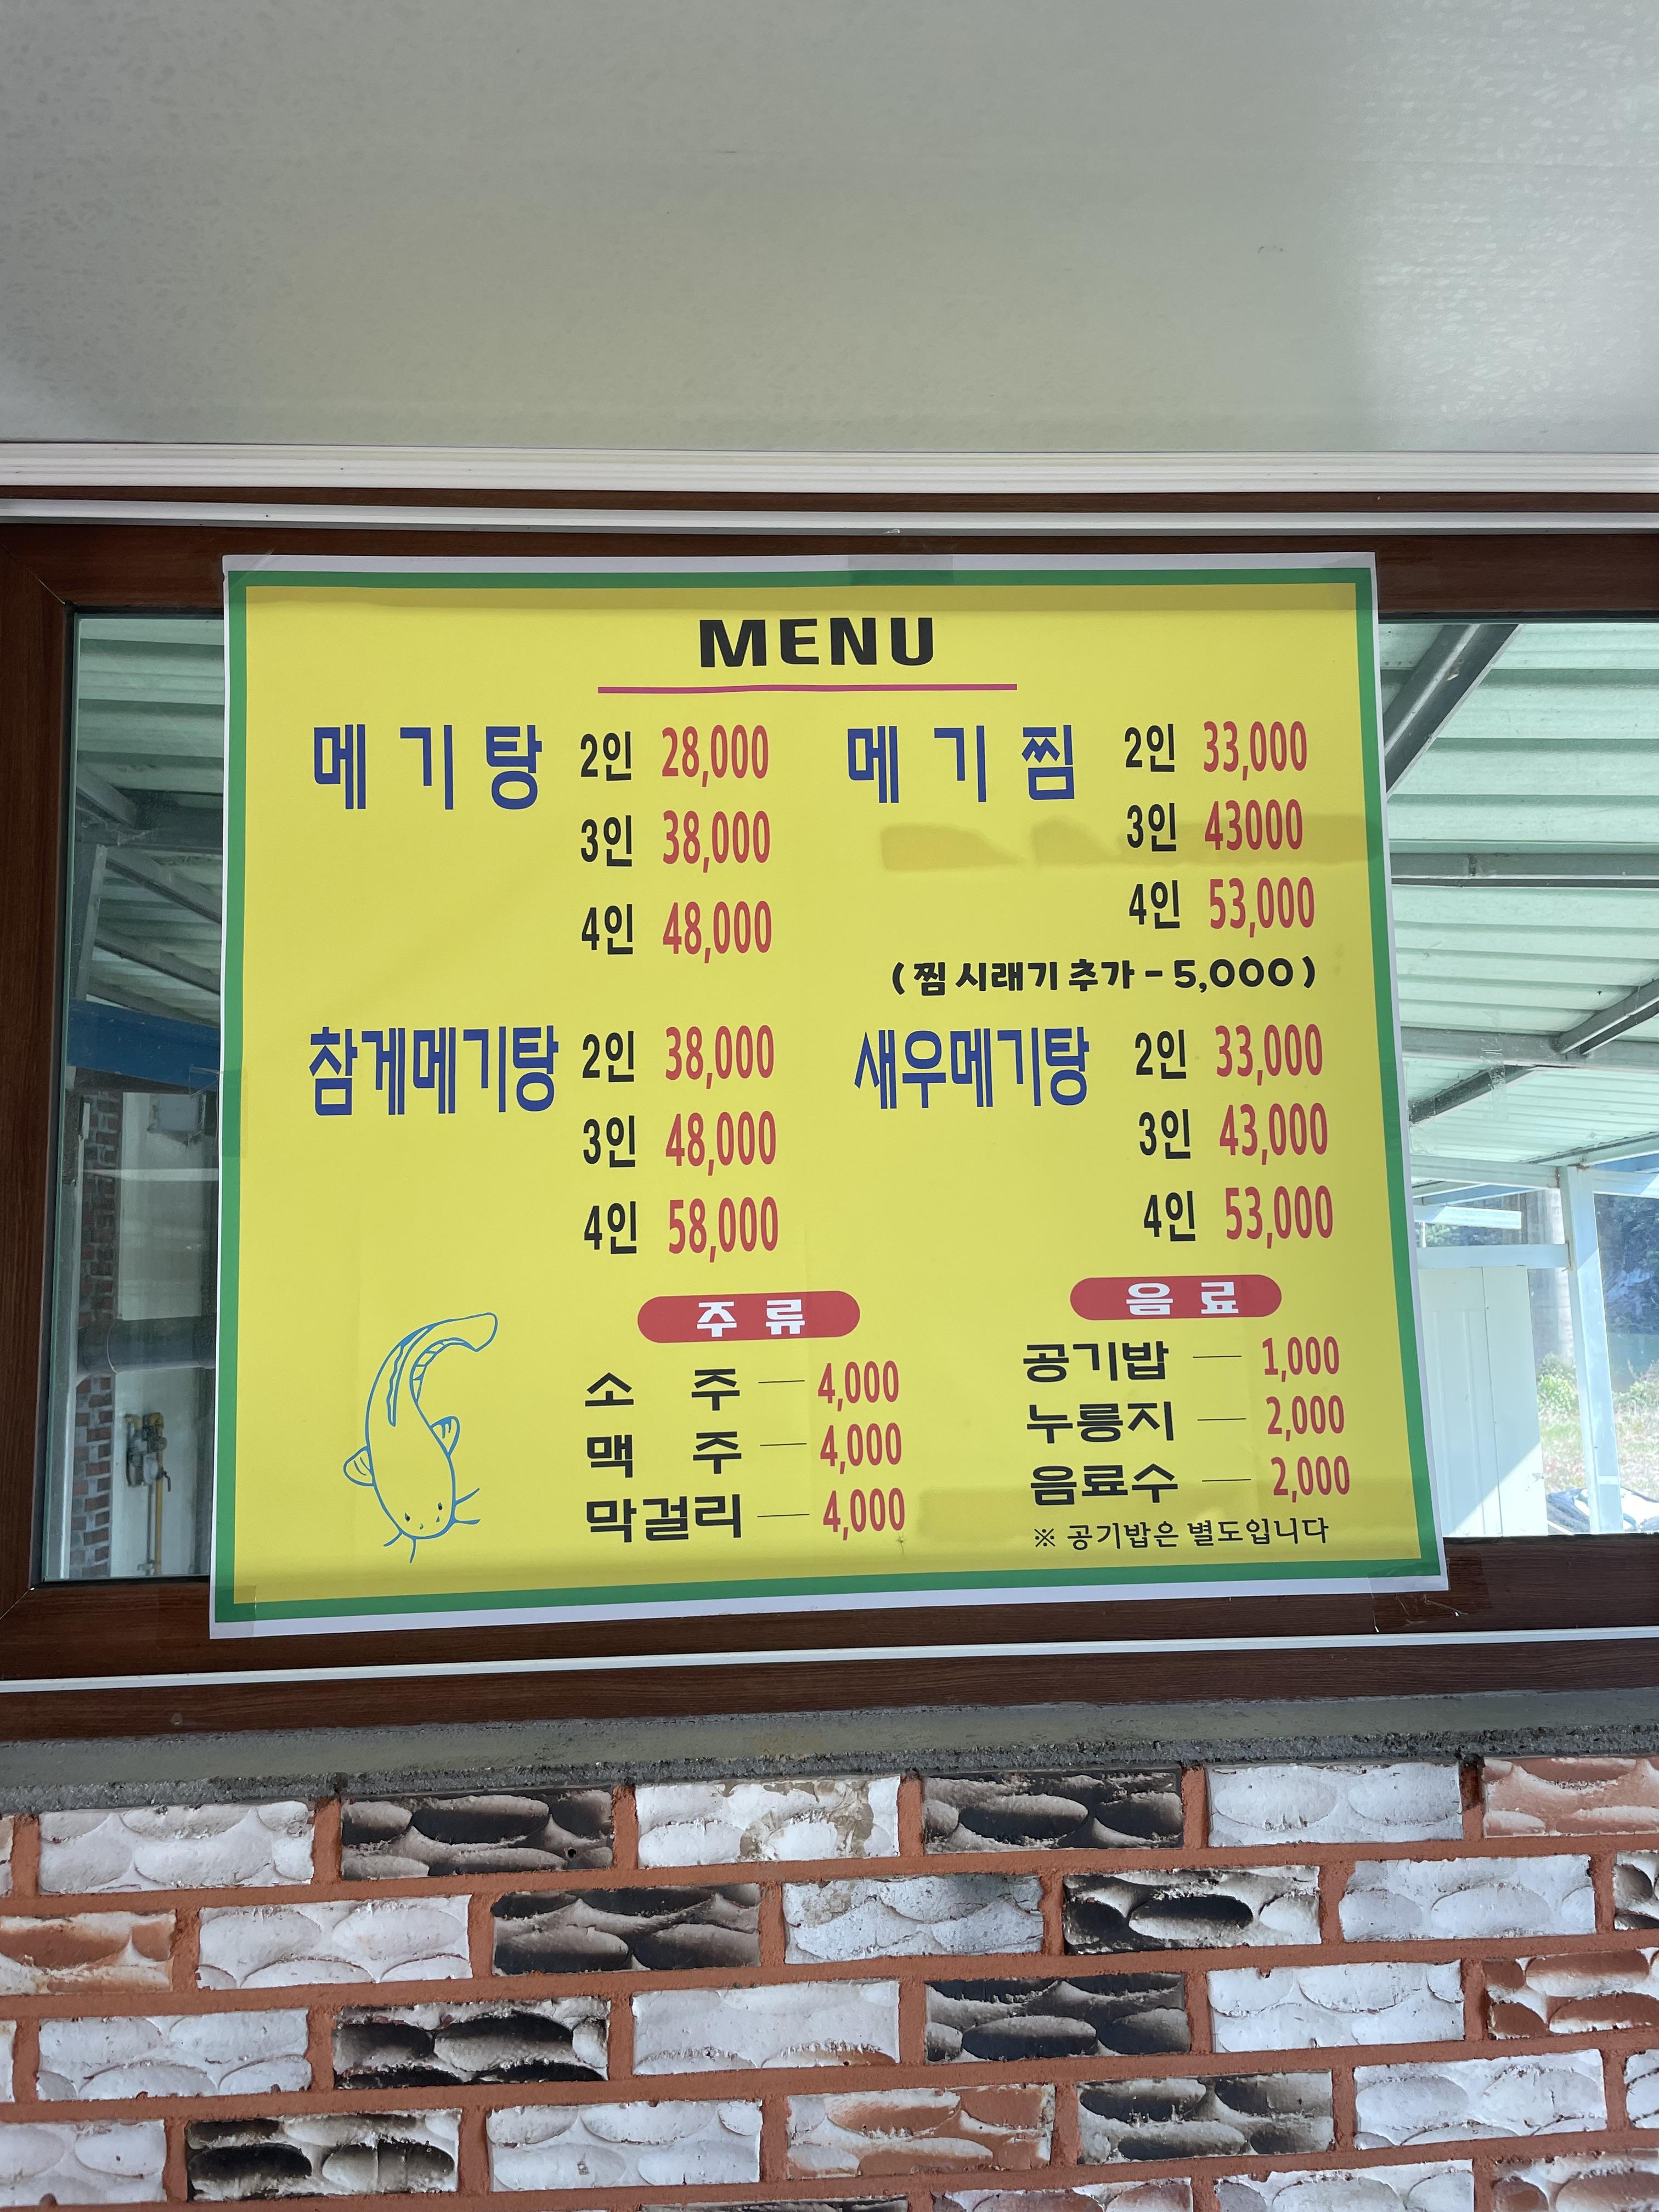 MENU
메기탕 2인 28,000
3인 38,000
4인 48,000
메기찜 2인 33,000
3인 43000
4인 53,000
(찜 시래기 추가 - 5,000)
참게메기탕 2인 38,000
3인 48,000
4인 58,000
새우메기탕 2인 33,000
3인 43,000
4인 53,000
주류
소주 — 4,000
맥주 — 4,000
막걸리 — 4,000
음료
공기밥 — 1,000
누릉지 — 2,000
음료수 — 2,000
※ 공기밥은 별도입니다